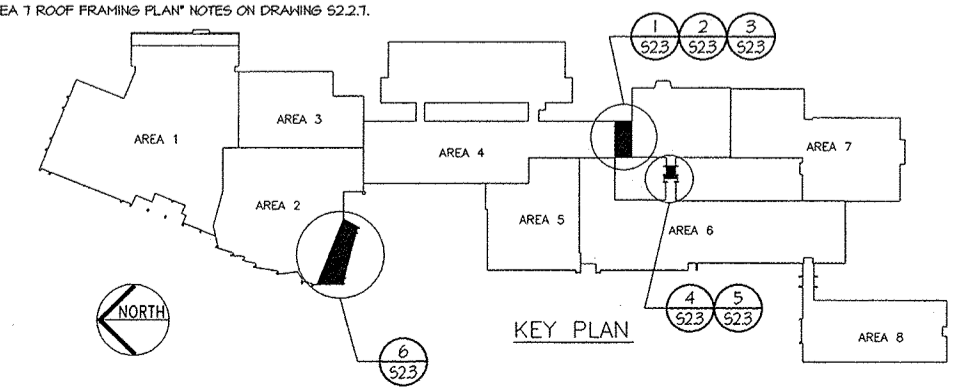 EA 7 ROOF FRAMING PLAN" NOTES ON DRAWING S2.2.7.
1 2 3
S2.3 S2.3 S2.3
AREA 1
AREA 3
AREA 4
AREA 7
AREA 2
AREA 5
AREA 6
NORTH
4 5
S2.3 S2.3
KEY PLAN
AREA 8
6
S2.3